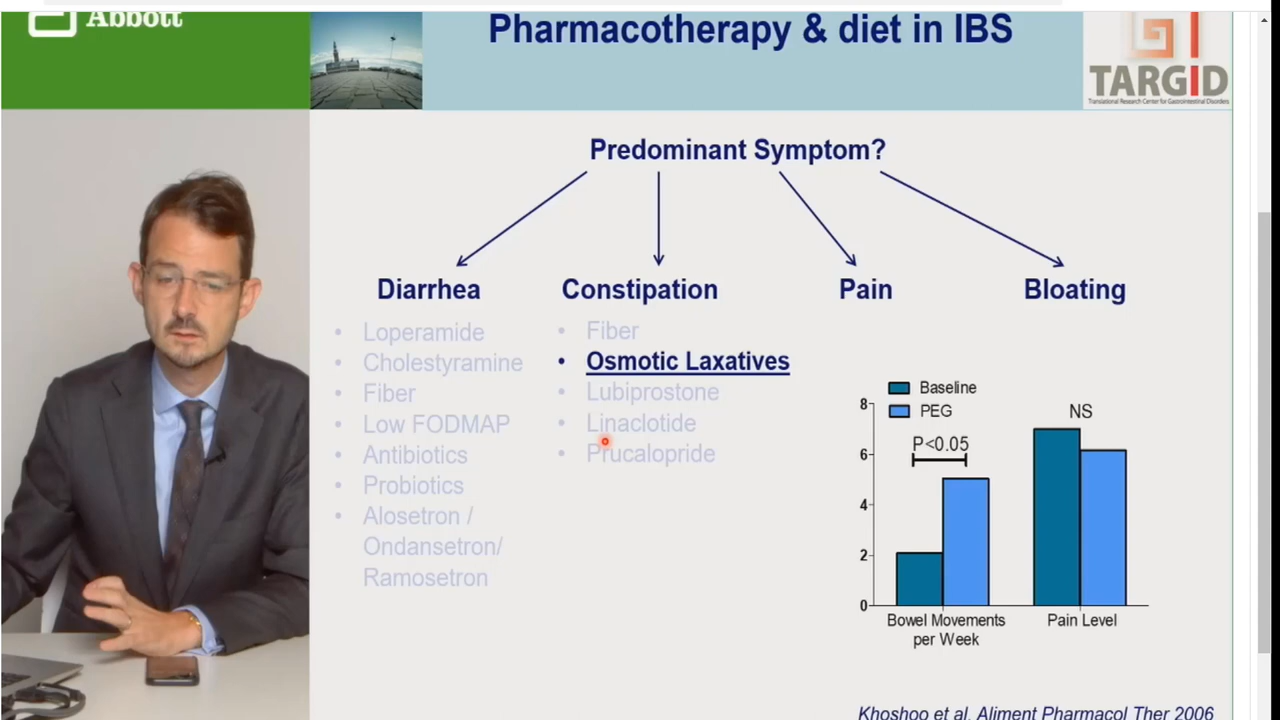 Abbott
Pharmacotherapy & diet in IBS
TARGID
Translational Research Center for Gastrointestinal Disorders
Predominant Symptom?
Diarrhea
• Loperamide
• Cholestyramine
• Fiber
• Low FODMAP
• Antibiotics
• Probiotics
• Alosetron /
Ondansetron/
Ramosetron
Constipation
• Fiber
• Osmotic Laxatives
• Lubiprostone
• Linaclotide
• Prucalopride
Pain
Bloating
Baseline
PEG
P<0.05
NS
8
6
4
2
0
Bowel Movements
per Week
Pain Level
Khoshoo et al, Aliment Pharmacol Ther 2006